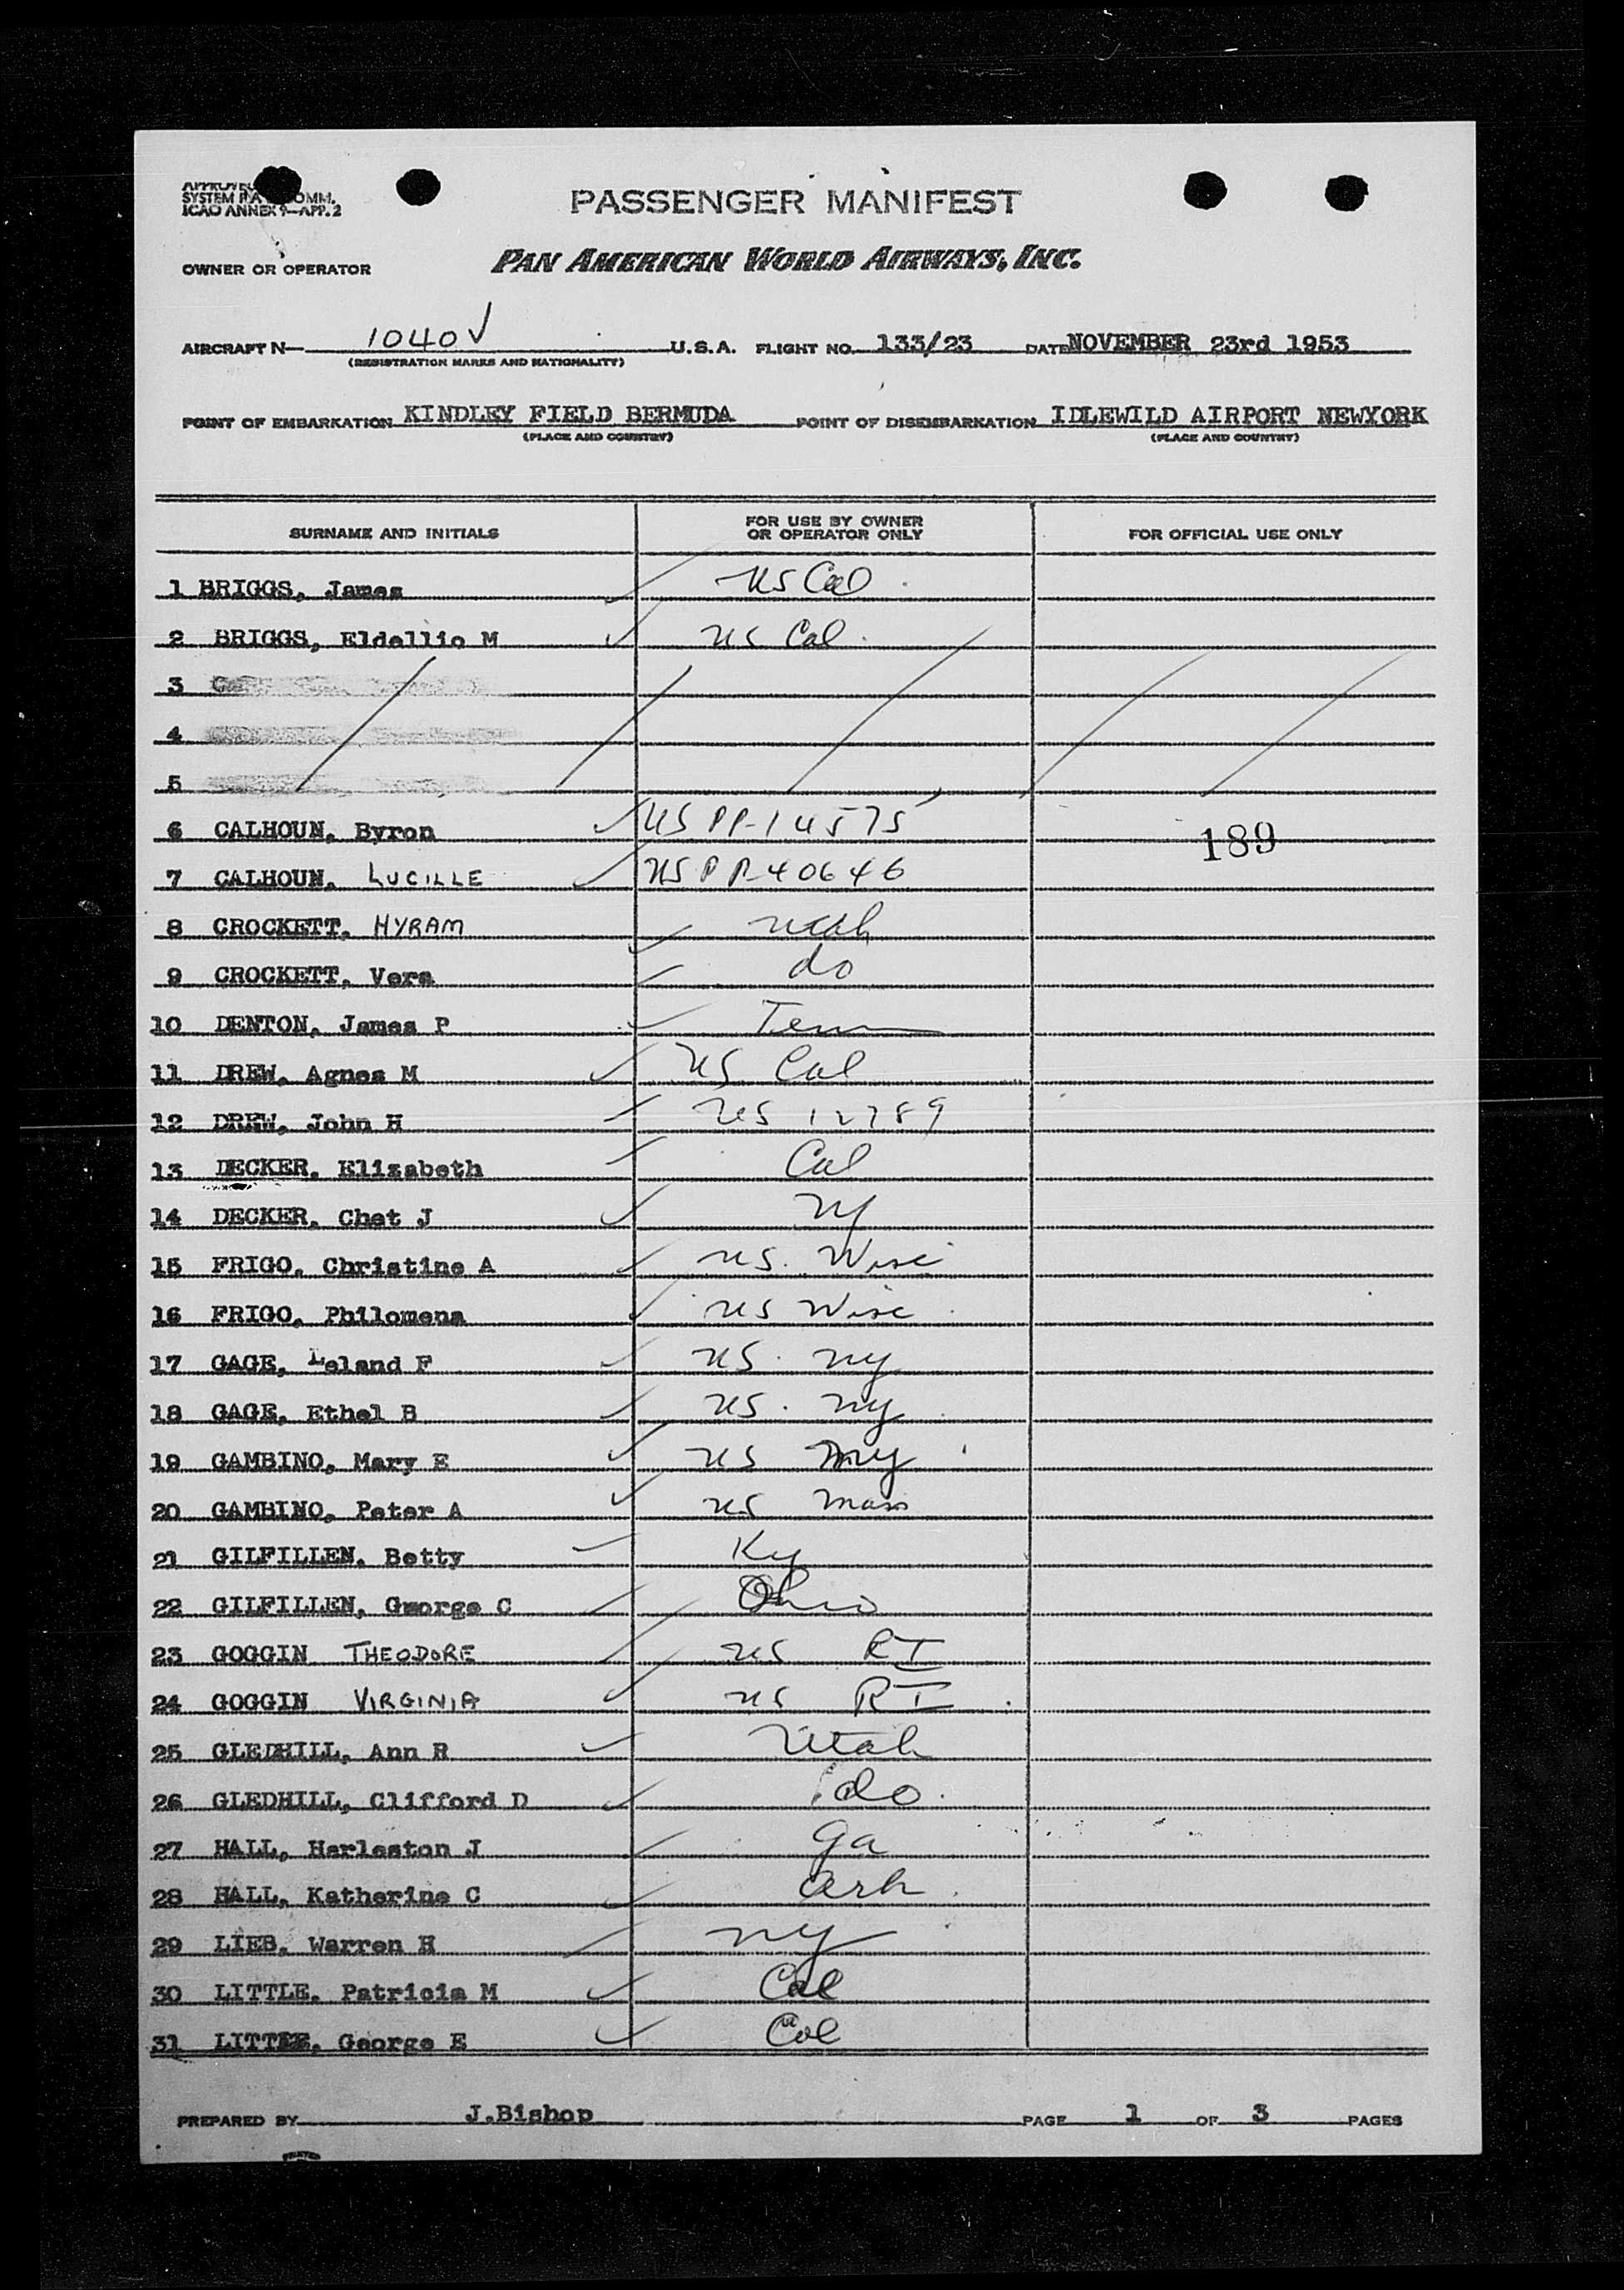 SYSTEM
ICAO ANNEX 9—APP. 2
PASSENGER MANIFEST
OWNER OR OPERATOR PAN AMERICAN WORLD AIRWAYS, INC.
AIRCRAFT N— 1040V U.S.A. FLIGHT NO. 133/23 DATE NOVEMBER 23rd 1953
(REGISTRATION MARKS AND NATIONALITY)
POINT OF EMBARKATION KINDLEY FIELD BERMUDA POINT OF DISEMBARKATION IDLEWILD AIRPORT NEWYORK
(PLACE AND COUNTRY) (PLACE AND COUNTRY)
SURNAME AND INITIALS FOR USE BY OWNER OR OPERATOR ONLY FOR OFFICIAL USE ONLY
1 BRIGGS, James US Cal
2 BRIGGS, Eldellio M US Cal.
3
4
5
6 CALHOUN, Byron US PP-14575 189
7 CALHOUN, LUCILLE US PP-40646
8 CROCKETT, HYRAM Utah
9 CROCKETT, Vera do
10 DENTON, James P Tenn
11 DREW, Agnes M US Cal
12 DREW, John H US 12789
13 DECKER, Elizabeth Cal
14 DECKER, Chet J
15 FRIGO, Christine A US. Wisc
16 FRIGO, Philomena US Wisc
17 GAGE, Leland F US. ny
18 GAGE, Ethel B US. ny
19 GAMBINO, Mary E US ny
20 GAMBINO, Peter A US mass
21 GILFILLEN, Betty Ky
22 GILFILLEN, Gmorge C Ohio
23 GOGGIN THEODORE US RI
24 GOGGIN VIRGINIA US RI
25 GLEDHILL, Ann R Utah
26 GLEDHILL, Clifford D do.
27 HALL, Harleston J Ga
28 HALL, Katherine C Ark
29 LIEB, Warren H ny
30 LITTLE, Patricia M Cal
31 LITTLE, George E
PREPARED BY J.Bishop PAGE 1 OF 3 PAGES